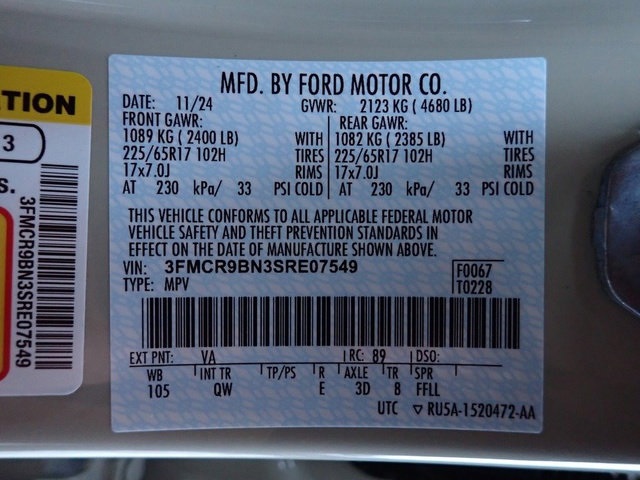 TION
3
S.
3FMCR9BN3SRE07549
MFD. BY FORD MOTOR CO.
DATE: 11/24 GVWR: 2123 KG ( 4680 LB)
FRONT GAWR: REAR GAWR:
1089 KG ( 2400 LB) WITH 1082 KG ( 2385 LB) WITH
225/65R17 102H TIRES 225/65R17 102H TIRES
17x7.0J RIMS 17x7.0J RIMS
AT 230 kPa/ 33 PSI COLD AT 230 kPa/ 33 PSI COLD
THIS VEHICLE CONFORMS TO ALL APPLICABLE FEDERAL MOTOR
VEHICLE SAFETY AND THEFT PREVENTION STANDARDS IN
EFFECT ON THE DATE OF MANUFACTURE SHOWN ABOVE.
VIN: 3FMCR9BN3SRE07549 F0067
TYPE: MPV T0228
EXT PNT: VA RC: 89 DSO:
WB INT TR TP/PS R AXLE TR SPR
105 QW E 3D 8 FFLL
UTC ▽ RU5A-1520472-AA